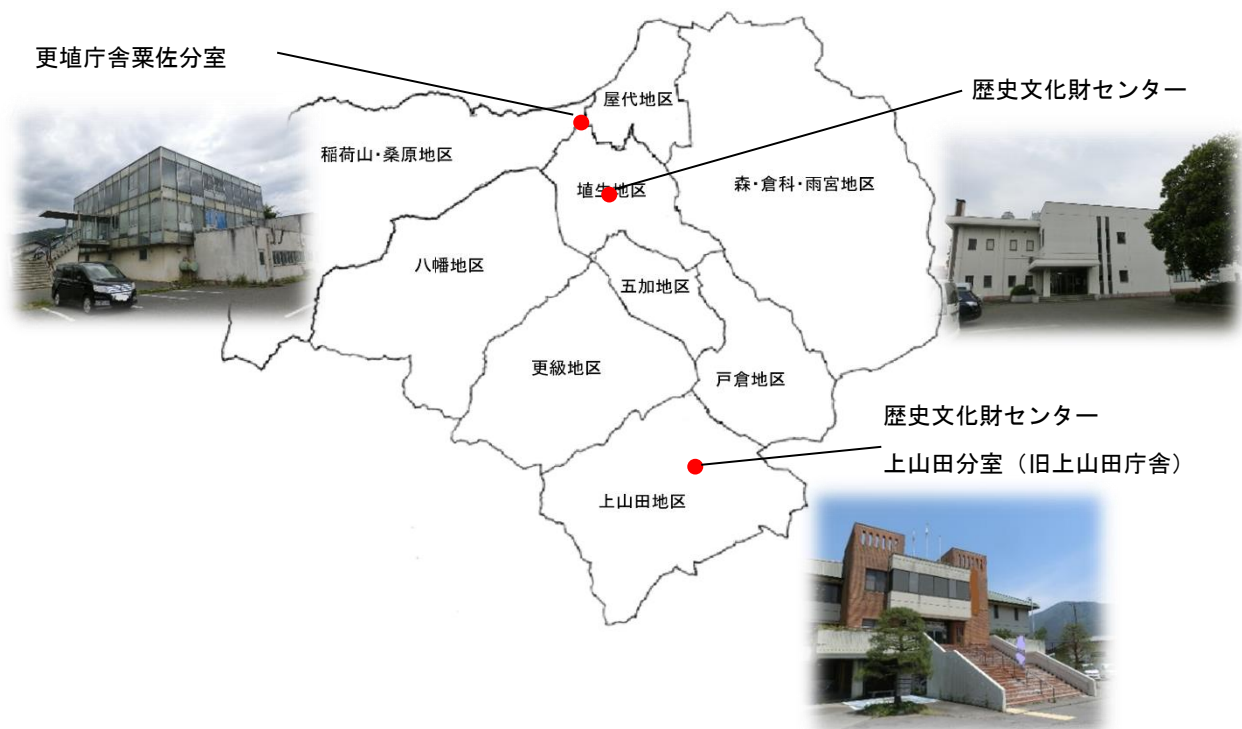 更埴庁舎粟佐分室
屋代地区
歴史文化財センター
稲荷山・桑原地区
埴生地区
森・倉科・雨宮地区
八幡地区
五加地区
更級地区
戸倉地区
歴史文化財センター
上山田分室（旧上山田庁舎）
上山田地区